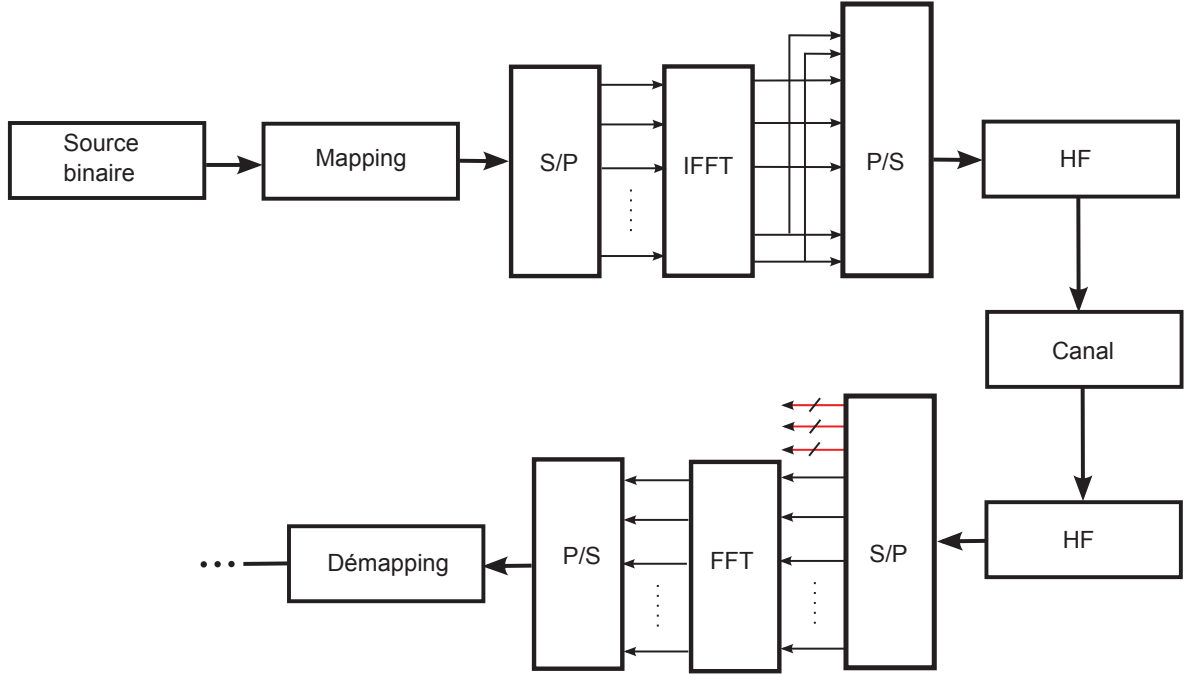 Source
binaire
Mapping
S/P
IFFT
P/S
HF
Canal
HF
S/P
FFT
P/S
Démapping